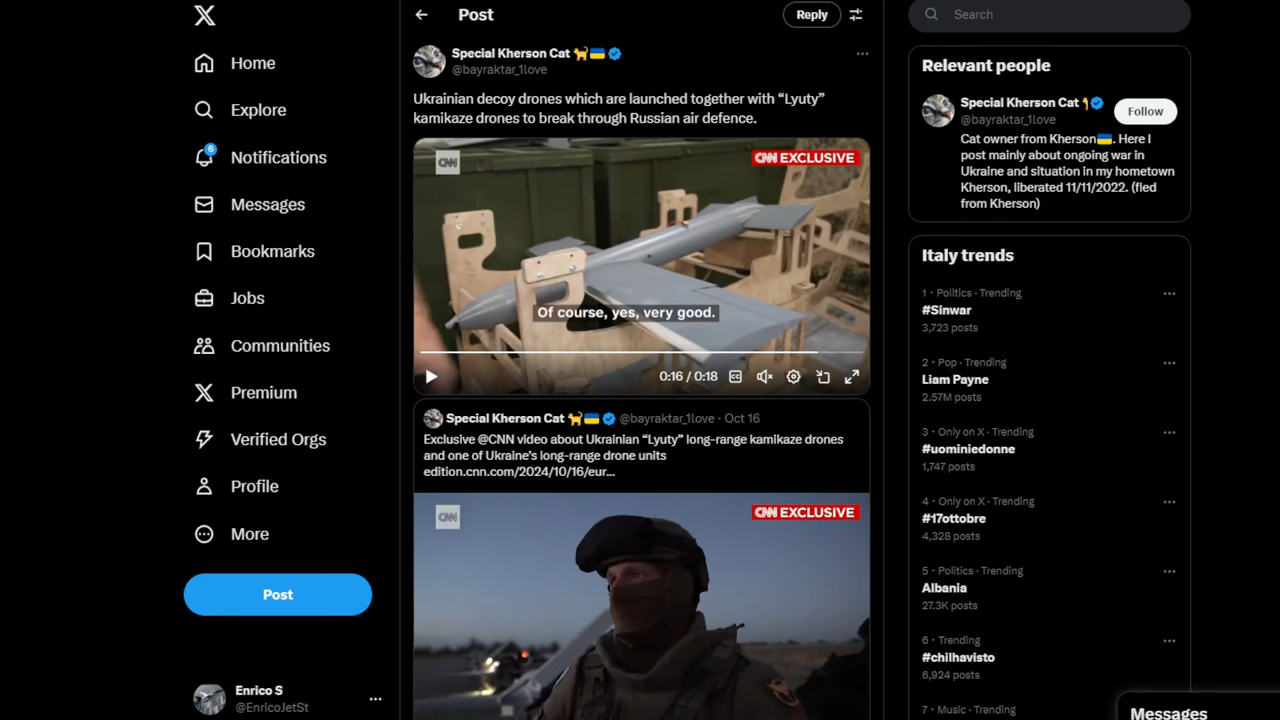 Home
Explore
6
Notifications
Messages
Bookmarks
Jobs
Communities
Premium
Verified Orgs
Profile
More
Post
Enrico S
@EnricoJetSt
Post
Reply
Special Kherson Cat
@bayraktar_1love
Ukrainian decoy drones which are launched together with “Lyuty”
kamikaze drones to break through Russian air defence.
CNN
CNN EXCLUSIVE
Of course, yes, very good.
0:16 / 0:18
CC
Special Kherson Cat @bayraktar_1love · Oct 16
Exclusive @CNN video about Ukrainian “Lyuty” long-range kamikaze drones
and one of Ukraine’s long-range drone units
edition.cnn.com/2024/10/16/eur...
CNN
CNN EXCLUSIVE
Search
Relevant people
Special Kherson Cat
@bayraktar_1love
Follow
Cat owner from Kherson. Here I
post mainly about ongoing war in
Ukraine and situation in my hometown
Kherson, liberated 11/11/2022. (fled
from Kherson)
Italy trends
1 · Politics · Trending
#Sinwar
3,723 posts
2 · Pop · Trending
Liam Payne
2.57M posts
3 · Only on X · Trending
#uominiedonne
1,747 posts
4 · Only on X · Trending
#17ottobre
4,328 posts
5 · Politics · Trending
Albania
27.3K posts
6 · Trending
#chilhavisto
6,924 posts
7 · Music · Trending
Messages